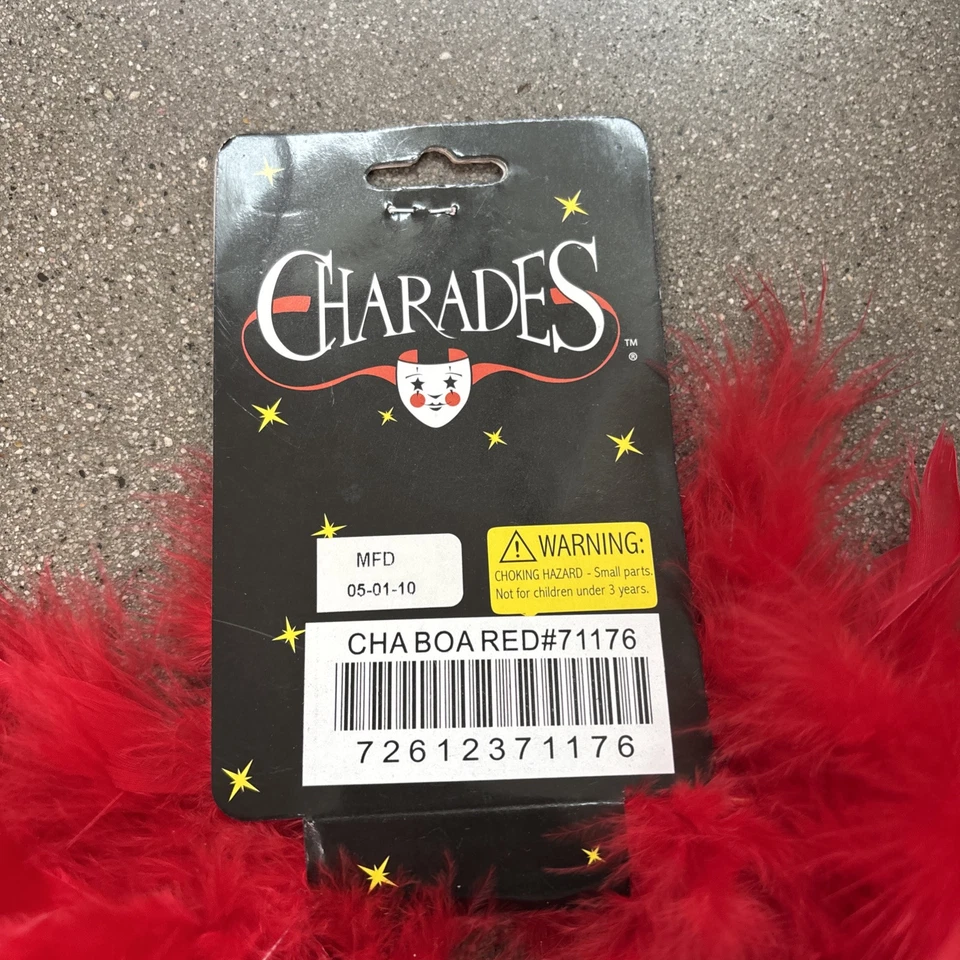 CHARADES
TM
®
MFD
05-01-10
WARNING:
CHOKING HAZARD - Small parts.
Not for children under 3 years.
CHA BOA RED#71176
72612371176